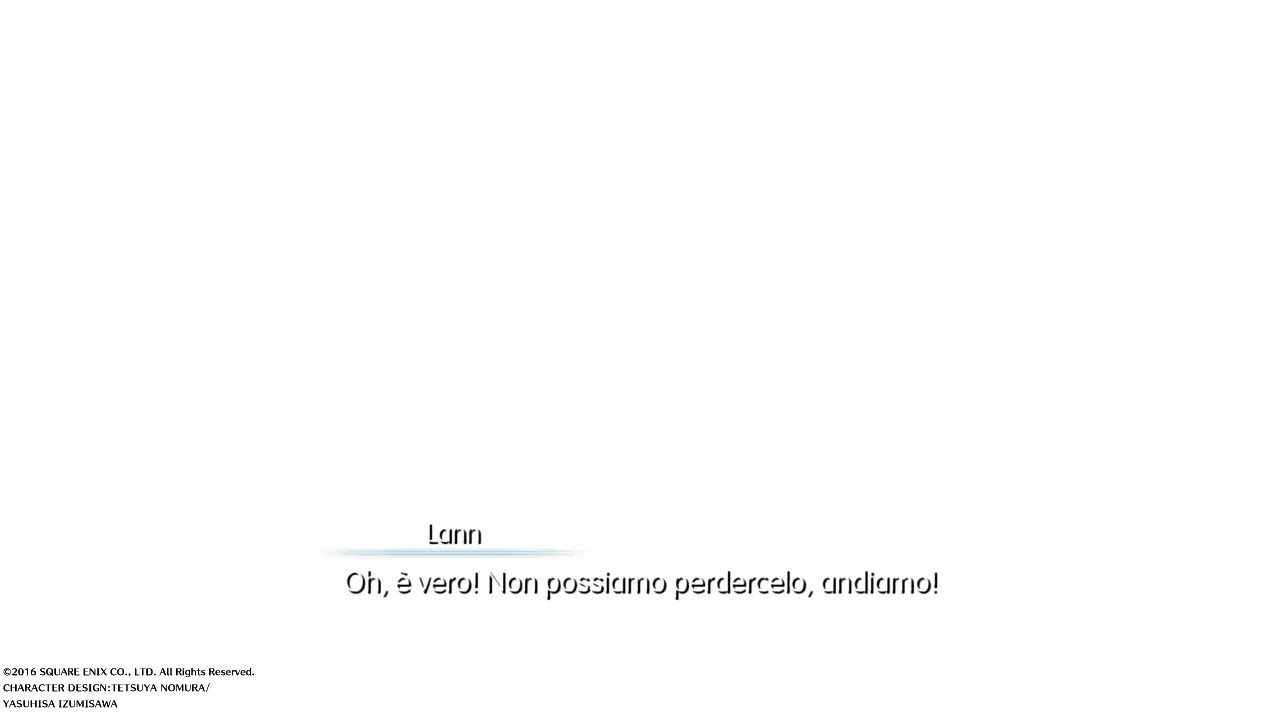 Lann
Oh, è vero! Non possiamo perdercelo, andiamo!
©2016 SQUARE ENIX CO., LTD. All Rights Reserved.
CHARACTER DESIGN:TETSUYA NOMURA/
YASUHISA IZUMISAWA